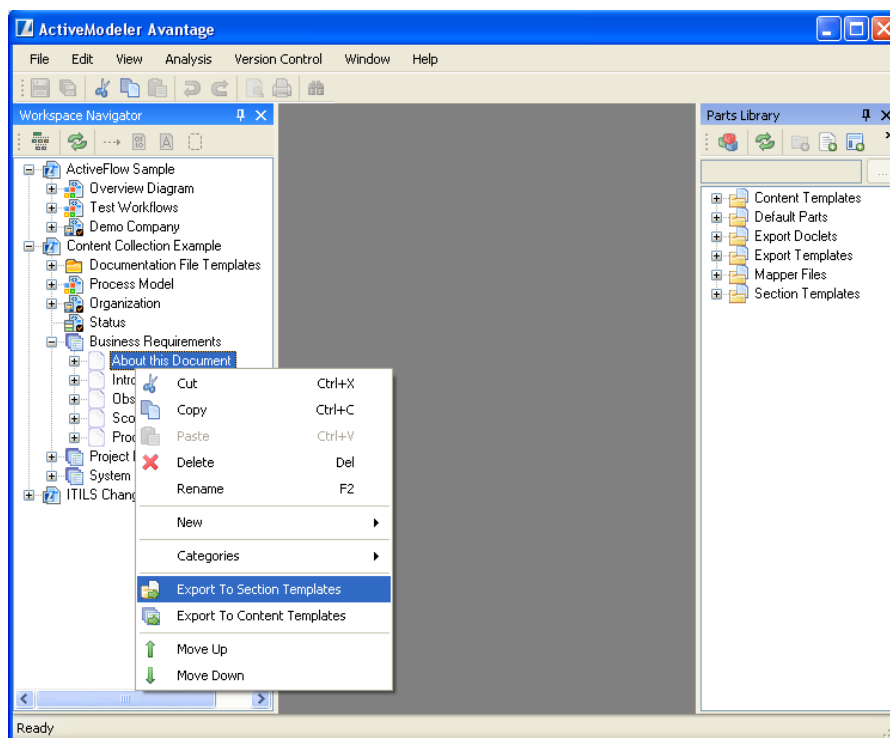 ActiveModeler Avantage
File Edit View Analysis Version Control Window Help
Workspace Navigator
ActiveFlow Sample
Overview Diagram
Test Workflows
Demo Company
Content Collection Example
Documentation File Templates
Process Model
Organization
Status
Business Requirements
About this Document
Intro
Obs
Sco
Proc
Project
System
ITILS Chang
Cut Ctrl+X
Copy Ctrl+C
Paste Ctrl+V
Delete Del
Rename F2
New
Categories
Export To Section Templates
Export To Content Templates
Move Up
Move Down
Parts Library
...
Content Templates
Default Parts
Export Doclets
Export Templates
Mapper Files
Section Templates
Ready